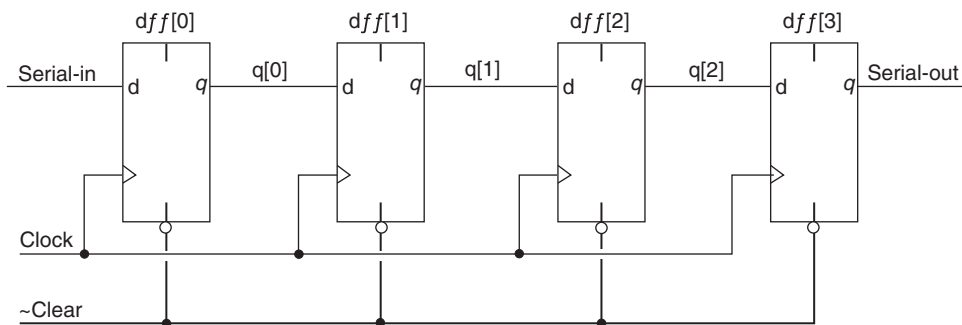 dff[0] dff[1] dff[2] dff[3]
Serial-in q[0] q[1] q[2] Serial-out
d q d q d q d q
Clock
~Clear